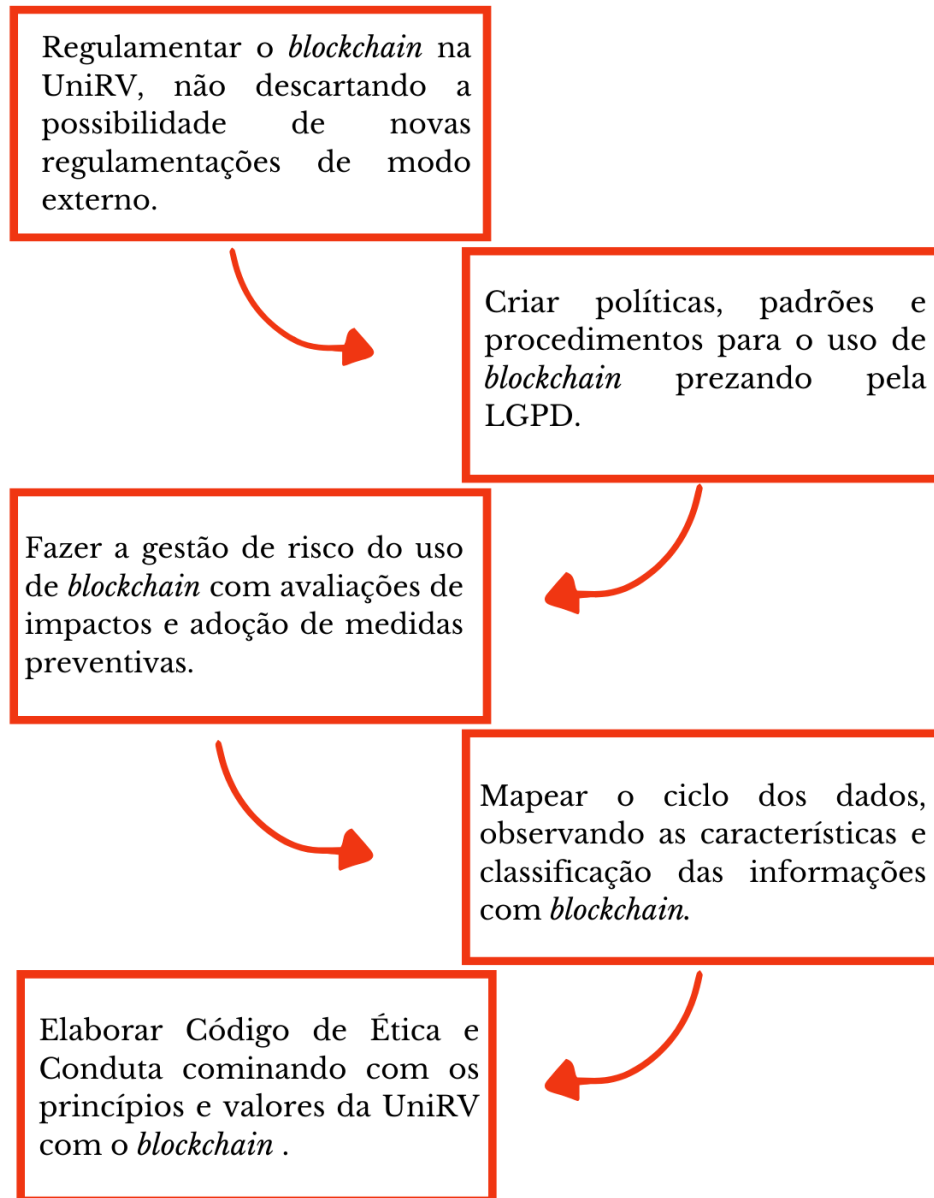 Regulamentar o blockchain na
UniRV, não descartando a
possibilidade de novas
regulamentações de modo
externo.
Criar políticas, padrões e
procedimentos para o uso de
blockchain prezando pela
LGPD.
Fazer a gestão de risco do uso
de blockchain com avaliações de
impactos e adoção de medidas
preventivas.
Mapear o ciclo dos dados,
observando as características e
classificação das informações
com blockchain.
Elaborar Código de Ética e
Conduta cominando com os
princípios e valores da UniRV
com o blockchain .